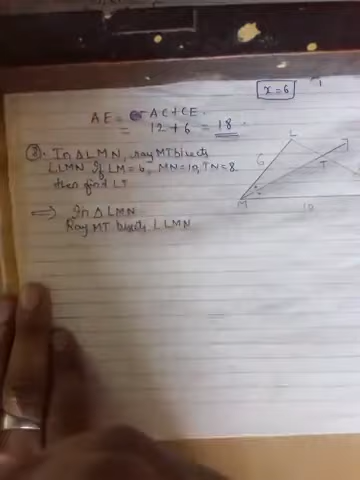 x=6
AE = AC+CE.
= 12+6 = 18.
3. In △LMN, ray MT bisects
∠LMN If LM=6, MN=10, TN=8
then find LT
⇒ In △LMN
Ray MT bisects ∠LMN
L
6
T
M
10